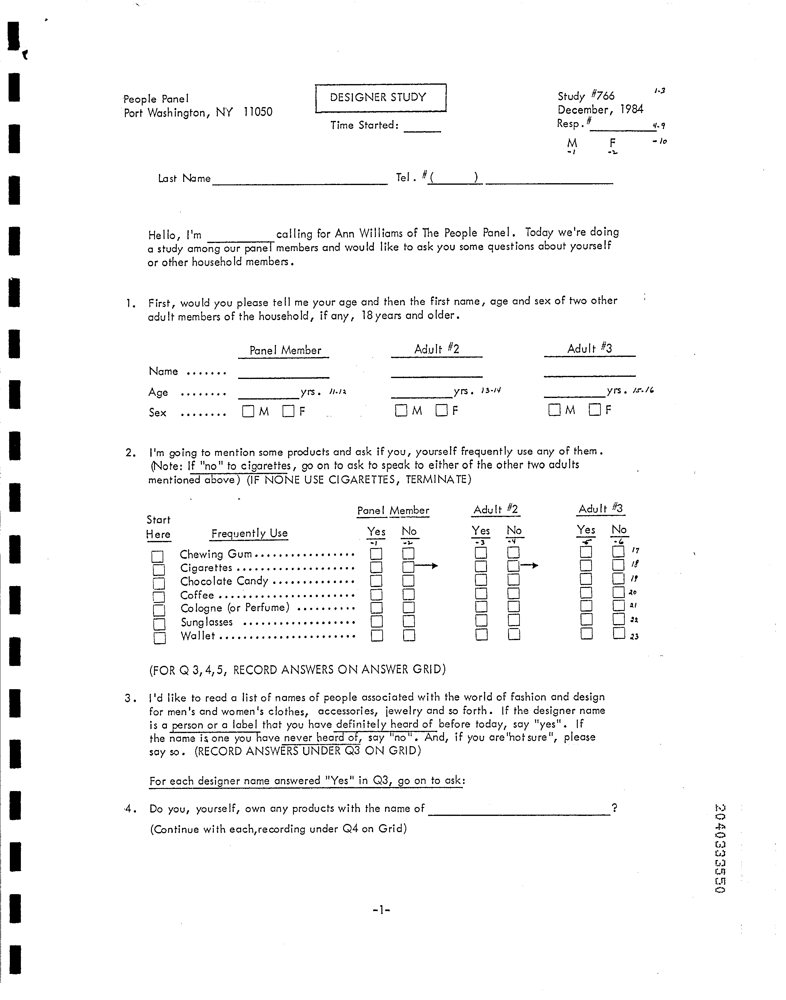 People Panel
Port Washington, NY 11050
DESIGNER STUDY
Time Started: ______
Study #766 1-3
December, 1984
Resp.# ______ 4-9
M F -10
-1 -2
Last Name ______ Tel. # ( ) ______
Hello, I'm ______ calling for Ann Williams of The People Panel. Today we're doing
a study among our panel members and would like to ask you some questions about yourself
or other household members.
1. First, would you please tell me your age and then the first name, age and sex of two other
adult members of the household, if any, 18 years and older.
Panel Member Adult #2 Adult #3
Name .......
Age ........ ______yrs. 11-12 ______yrs. 13-14 ______yrs. 15-16
Sex ........ □ M □ F □ M □ F □ M □ F
2. I'm going to mention some products and ask if you, yourself frequently use any of them.
(Note: If "no" to cigarettes, go on to ask to speak to either of the other two adults
mentioned above) (IF NONE USE CIGARETTES, TERMINATE)
Panel Member Adult #2 Adult #3
Start
Here Frequently Use Yes No Yes No Yes No
-1 -2 -3 -4 -5 -6
□ Chewing Gum................. □ □ □ □ □ □ 17
□ Cigarettes .................... □ □→ □ □→ □ □ 18
□ Chocolate Candy .............. □ □ □ □ □ □ 19
□ Coffee ....................... □ □ □ □ □ □ 20
□ Cologne (or Perfume) .......... □ □ □ □ □ □ 21
□ Sunglasses ................... □ □ □ □ □ □ 22
□ Wallet ....................... □ □ □ □ □ □ 23
(FOR Q 3,4,5, RECORD ANSWERS ON ANSWER GRID)
3. I'd like to read a list of names of people associated with the world of fashion and design
for men's and women's clothes, accessories, jewelry and so forth. If the designer name
is a person or a label that you have definitely heard of before today, say "yes". If
the name is one you have never heard of, say "no". And, if you are "not sure", please
say so. (RECORD ANSWERS UNDER Q3 ON GRID)
For each designer name answered "Yes" in Q3, go on to ask:
4. Do you, yourself, own any products with the name of ______?
(Continue with each, recording under Q4 on Grid)
-1-
2040333550